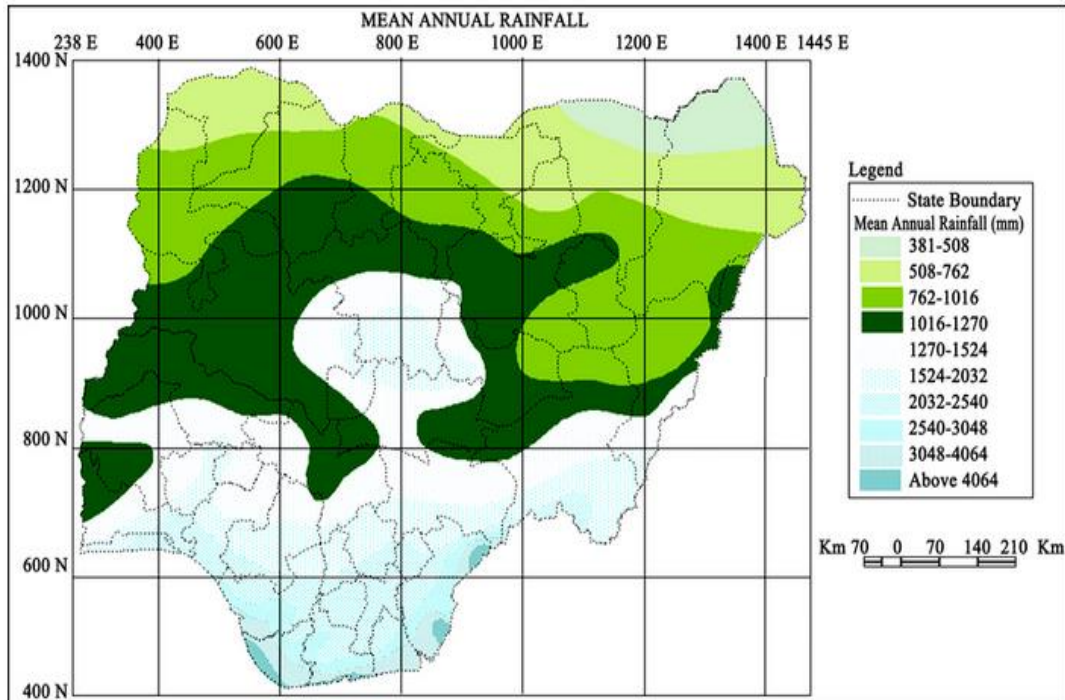 MEAN ANNUAL RAINFALL
238 E 400 E 600 E 800 E 1000 E 1200 E 1400 E 1445 E
1400 N
1200 N
1000 N
800 N
600 N
400 N
Legend
State Boundary
Mean Annual Rainfall (mm)
381-508
508-762
762-1016
1016-1270
1270-1524
1524-2032
2032-2540
2540-3048
3048-4064
Above 4064
Km 70 0 70 140 210 Km